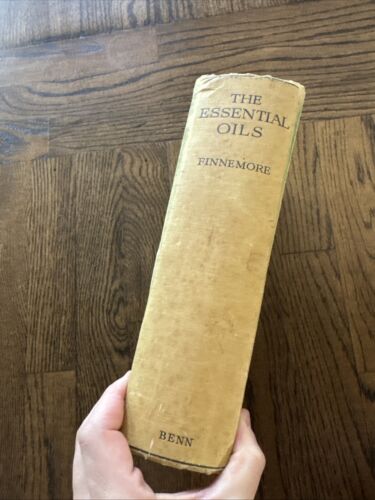 THE
ESSENTIAL
OILS
FINNEMORE
BENN